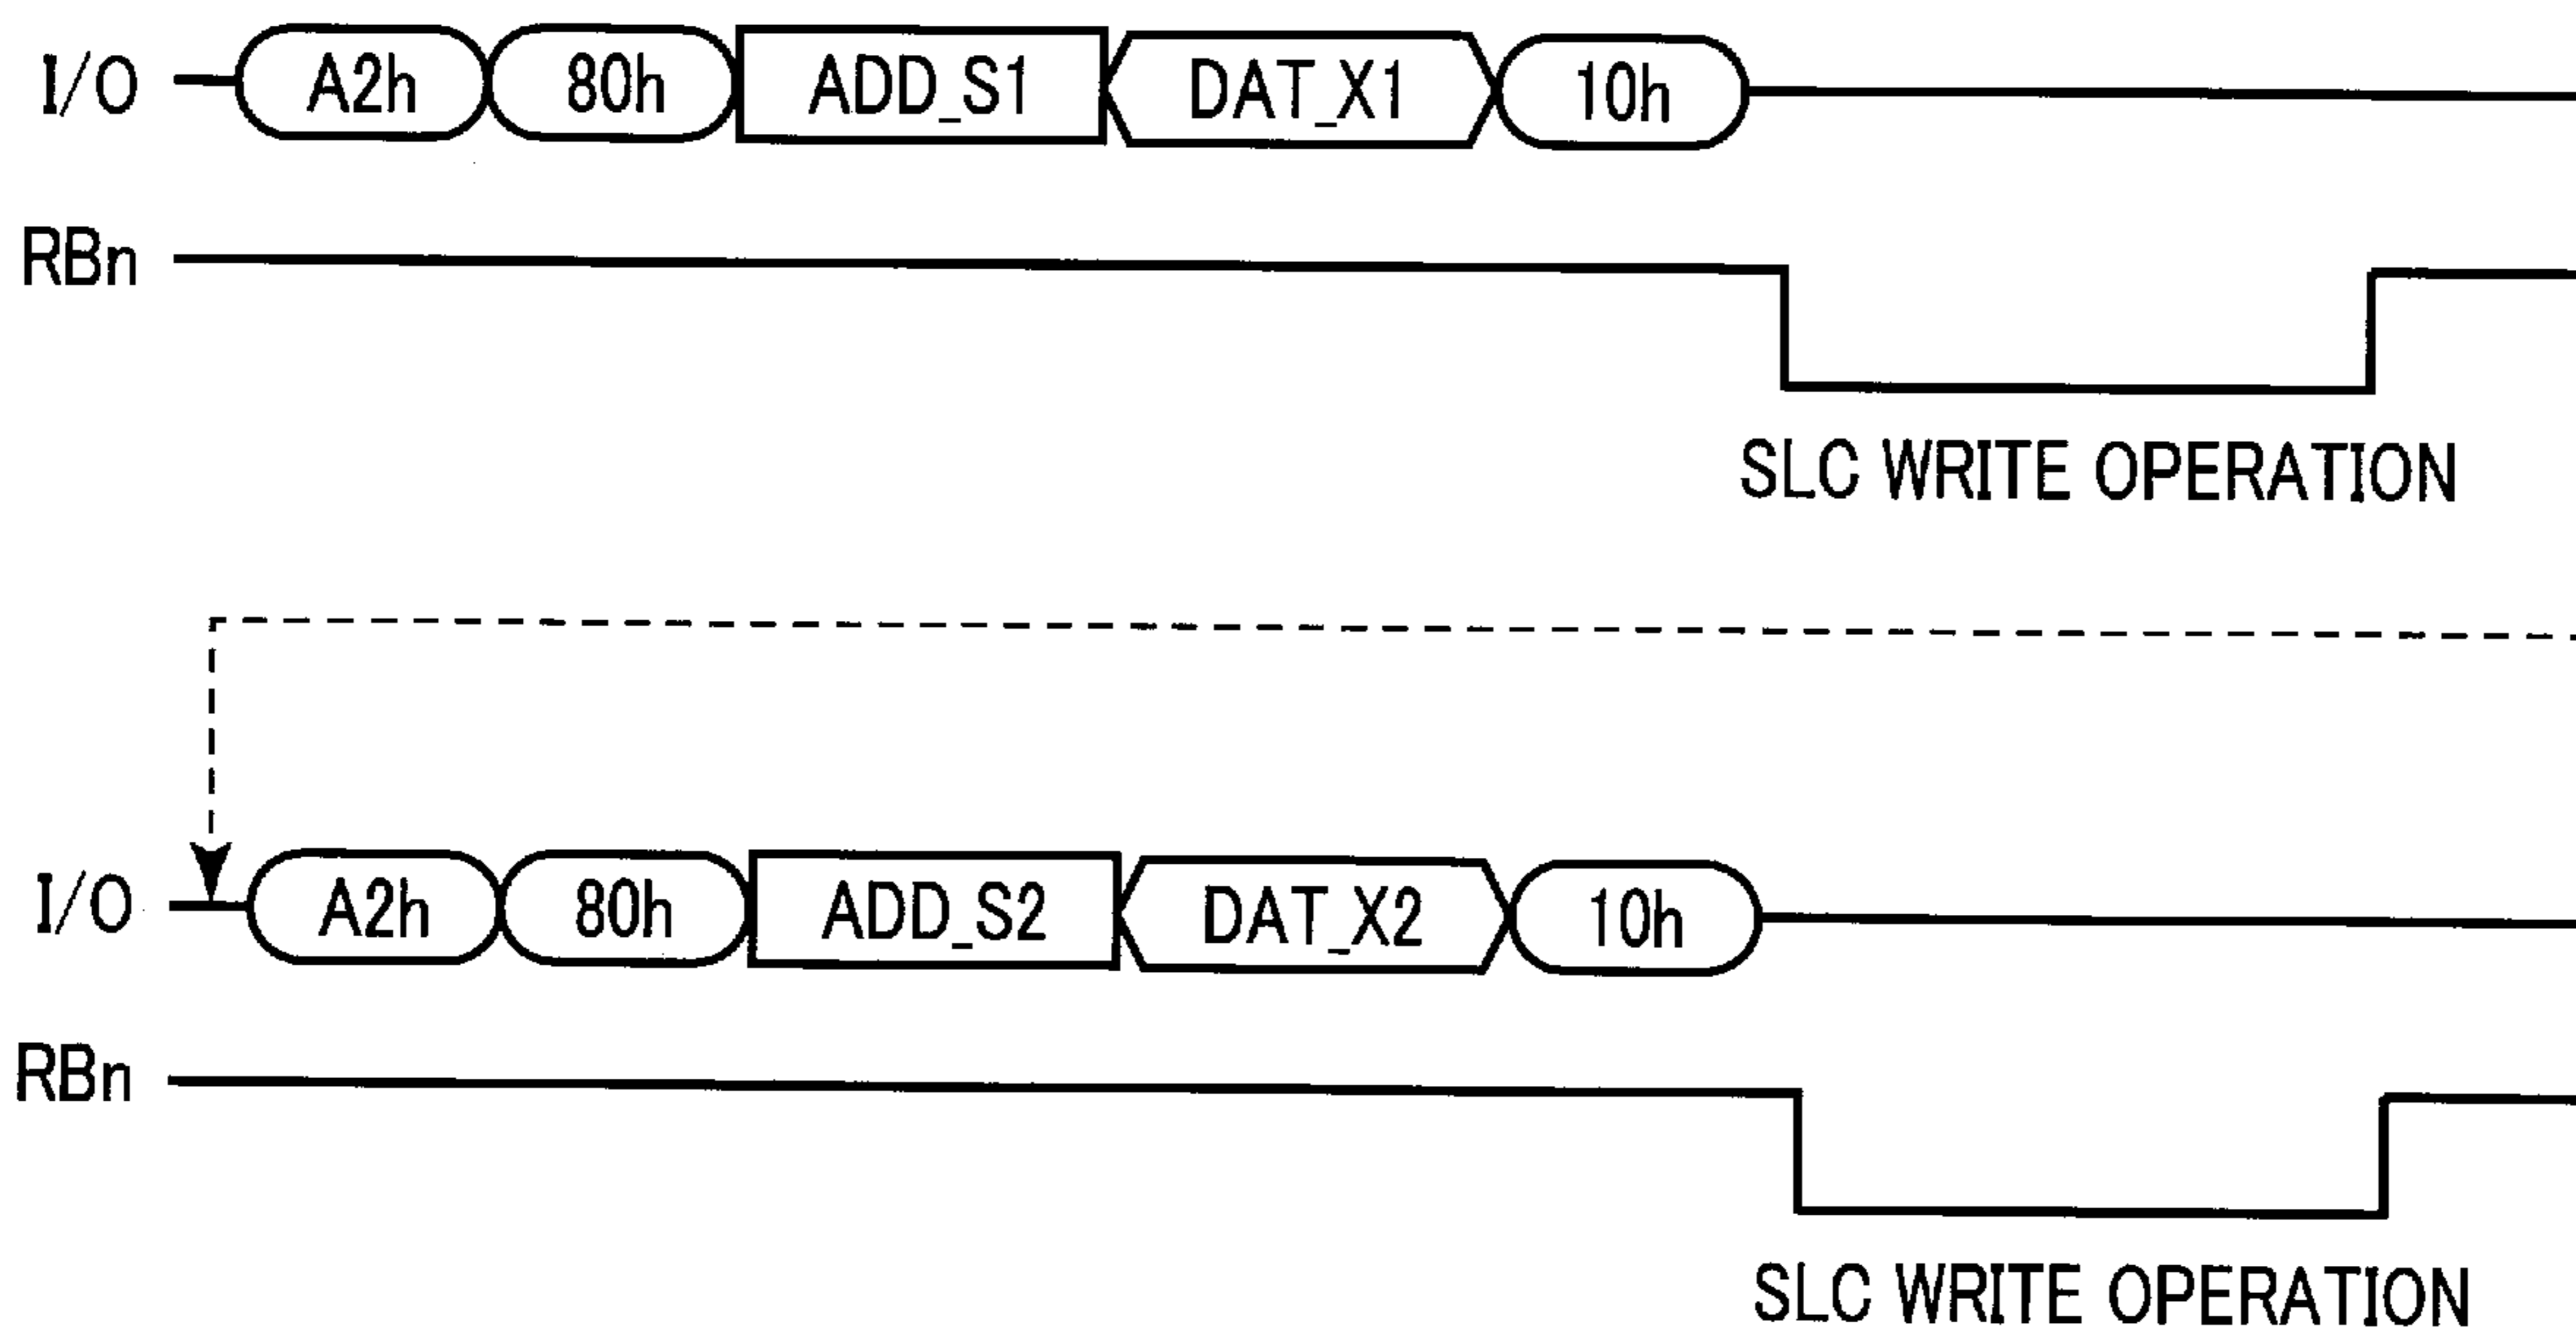 I/O A2h 80h ADD_S1 DAT_X1 10h
RBn
SLC WRITE OPERATION
I/O A2h 80h ADD_S2 DAT_X2 10h
RBn
SLC WRITE OPERATION